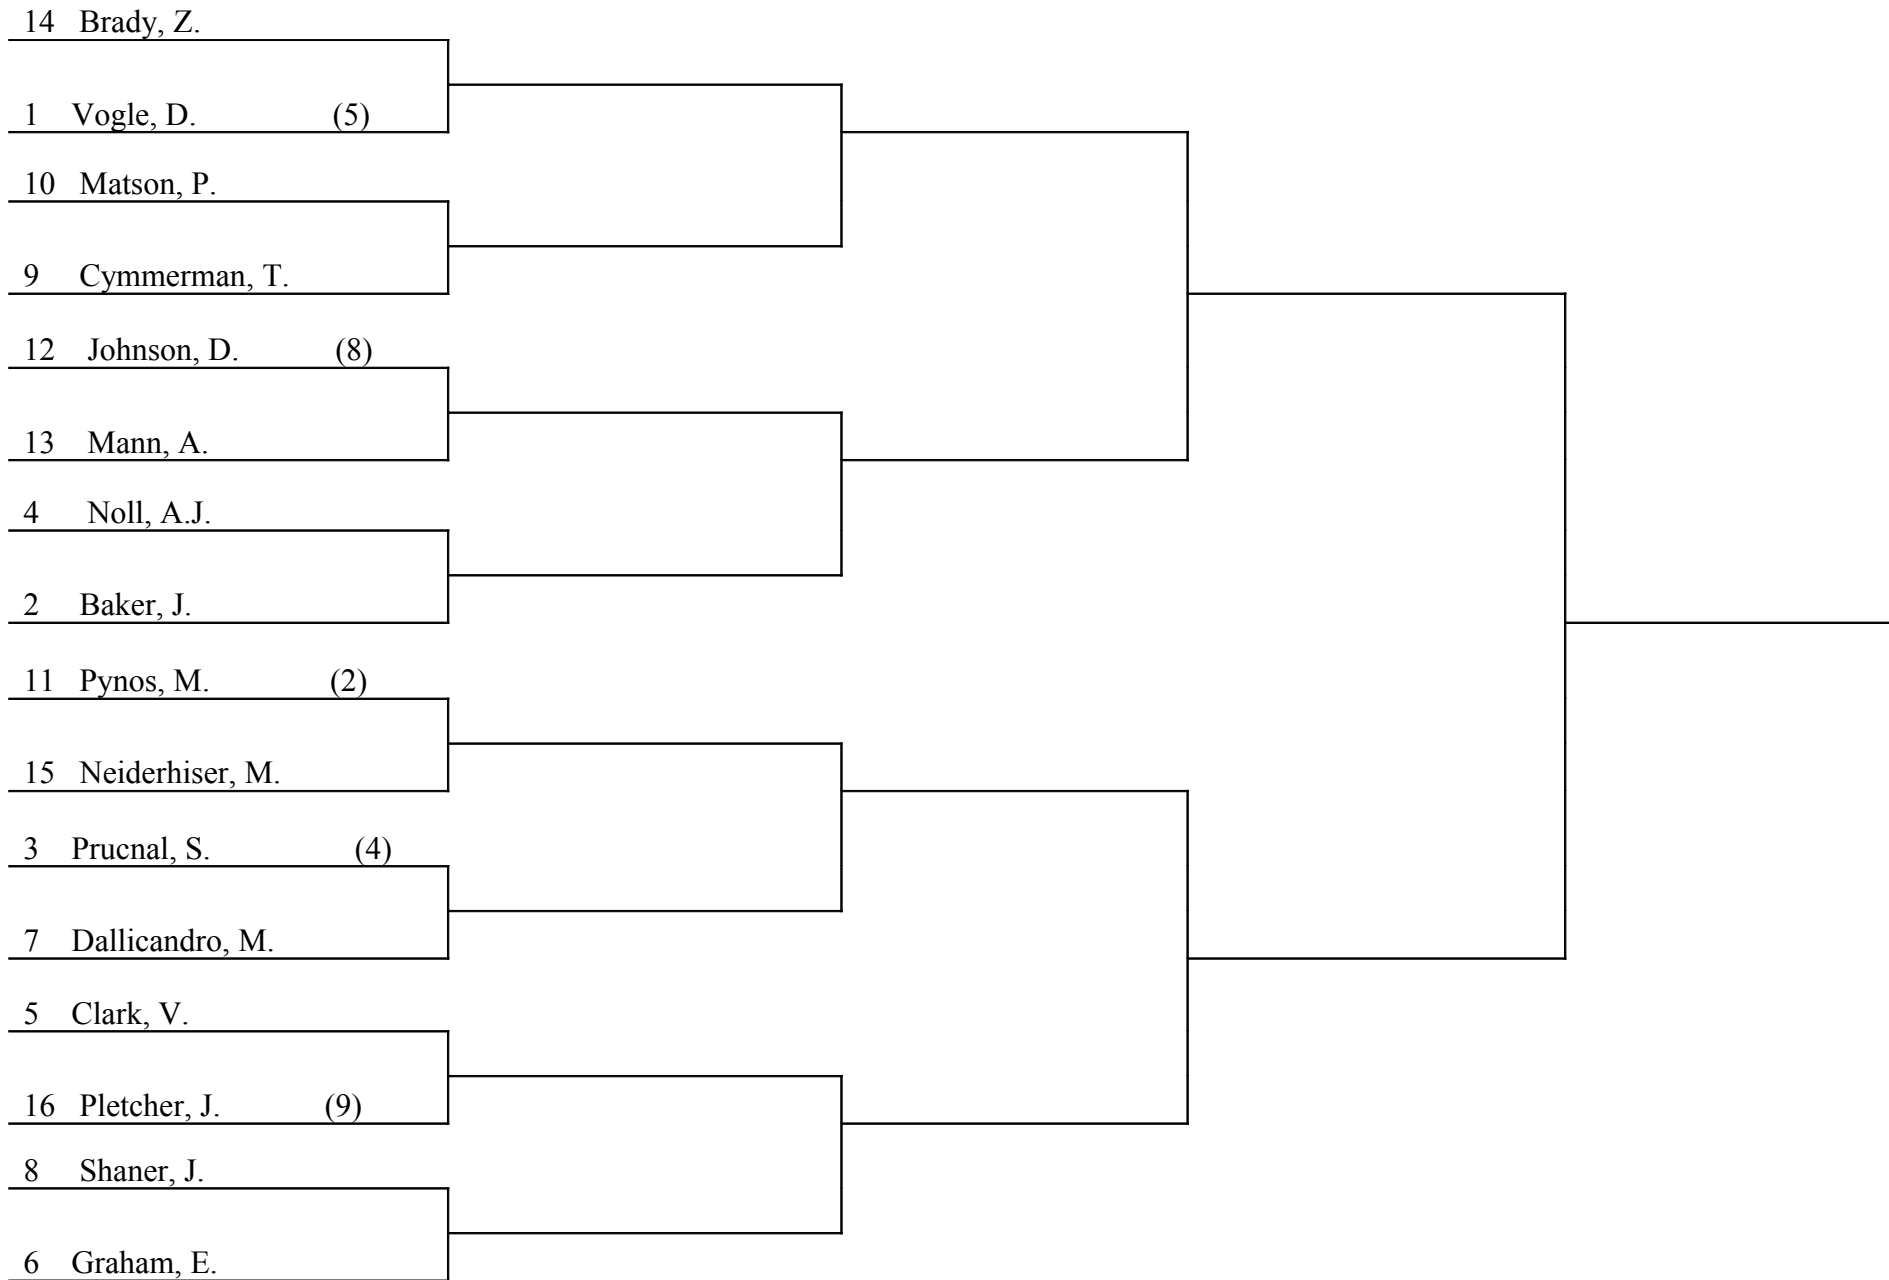 14 Brady, Z.
1 Vogle, D. (5)
10 Matson, P.
9 Cymmerman, T.
12 Johnson, D. (8)
13 Mann, A.
4 Noll, A.J.
2 Baker, J.
11 Pynos, M. (2)
15 Neiderhiser, M.
3 Prucnal, S. (4)
7 Dallicandro, M.
5 Clark, V.
16 Pletcher, J. (9)
8 Shaner, J.
6 Graham, E.